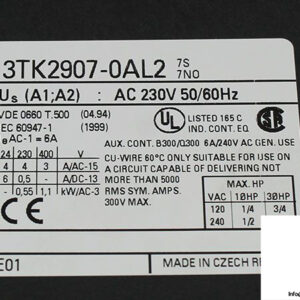 3TK2907-0AL2 7S
7NO
Us (A1;A2) : AC 230V 50/60Hz
VDE 0660 T.500 (04.94)
EC 60947-1 (1999)
e AC-1 = 6A
UL LISTED 165 C
IND. CONT. EQ.
AUX. CONT. B300/Q300 6A/240V AC/GEN. USE
CU-WIRE 60°C ONLY SUITABLE FOR USE ON
A CIRCUIT CAPABLE OF DELIVERING NOT
MORE THAN 5000
RMS SYM. AMPS.
300V MAX.
24 230 400 V
4 4 3 A/AC-15
6 0,5 - A/DC-13
- 0,55 1,1 kW/AC-3
MAX. HP
VAC 1ØHP 3ØHP
120 1/4 3/4
240 1/2
CE
E01
MADE IN CZECH RE